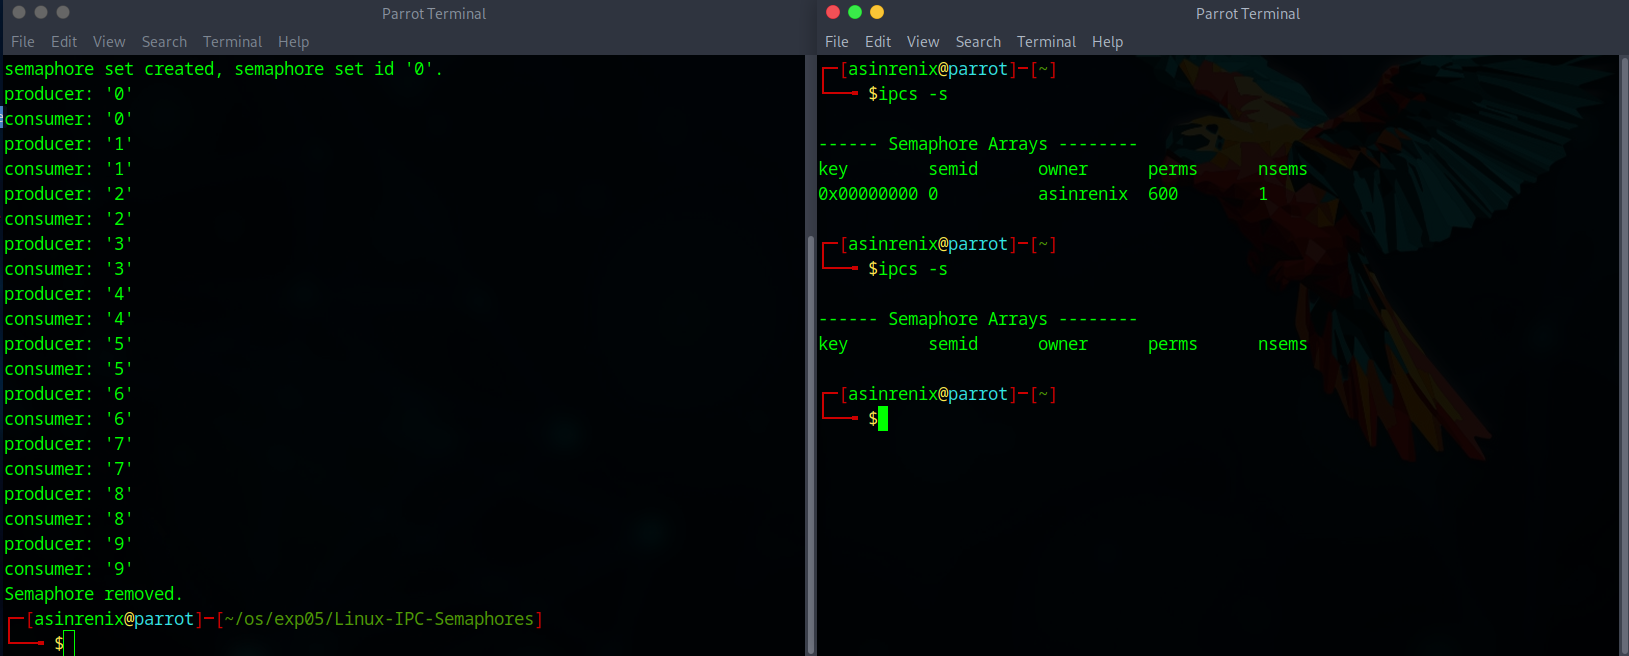 Parrot Terminal
File Edit View Search Terminal Help
semaphore set created, semaphore set id '0'.
producer: '0'
consumer: '0'
producer: '1'
consumer: '1'
producer: '2'
consumer: '2'
producer: '3'
consumer: '3'
producer: '4'
consumer: '4'
producer: '5'
consumer: '5'
producer: '6'
consumer: '6'
producer: '7'
consumer: '7'
producer: '8'
consumer: '8'
producer: '9'
consumer: '9'
Semaphore removed.
┌─[asinrenix@parrot]─[~/os/exp05/Linux-IPC-Semaphores]
└──╼ $
Parrot Terminal
File Edit View Search Terminal Help
┌─[asinrenix@parrot]─[~]
└──╼ $ipcs -s
------ Semaphore Arrays --------
key semid owner perms nsems
0x00000000 0 asinrenix 600 1
┌─[asinrenix@parrot]─[~]
└──╼ $ipcs -s
------ Semaphore Arrays --------
key semid owner perms nsems
┌─[asinrenix@parrot]─[~]
└──╼ $